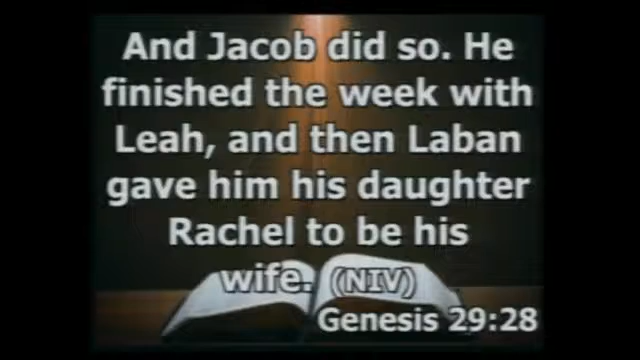 And Jacob did so. He
finished the week with
Leah, and then Laban
gave him his daughter
Rachel to be his
wife. (NIV)
Genesis 29:28